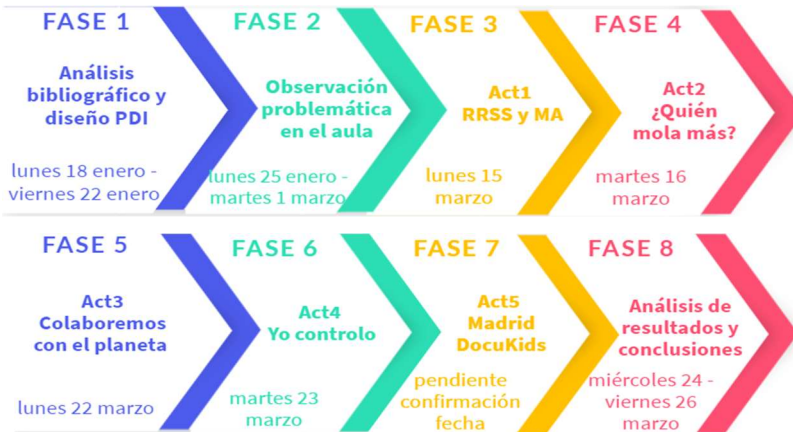 FASE 1
Análisis
bibliográfico y
diseño PDI
lunes 18 enero -
viernes 22 enero
FASE 2
Observación
problemática
en el aula
lunes 25 enero -
martes 1 marzo
FASE 3
Act1
RRSS y MA
lunes 15
marzo
FASE 4
Act2
¿Quién
mola más?
martes 16
marzo
FASE 5
Act3
Colaboremos
con el planeta
lunes 22 marzo
FASE 6
Act4
Yo controlo
martes 23
marzo
FASE 7
Act5
Madrid
DocuKids
pendiente
confirmación
fecha
FASE 8
Análisis de
resultados y
conclusiones
miércoles 24 -
viernes 26
marzo